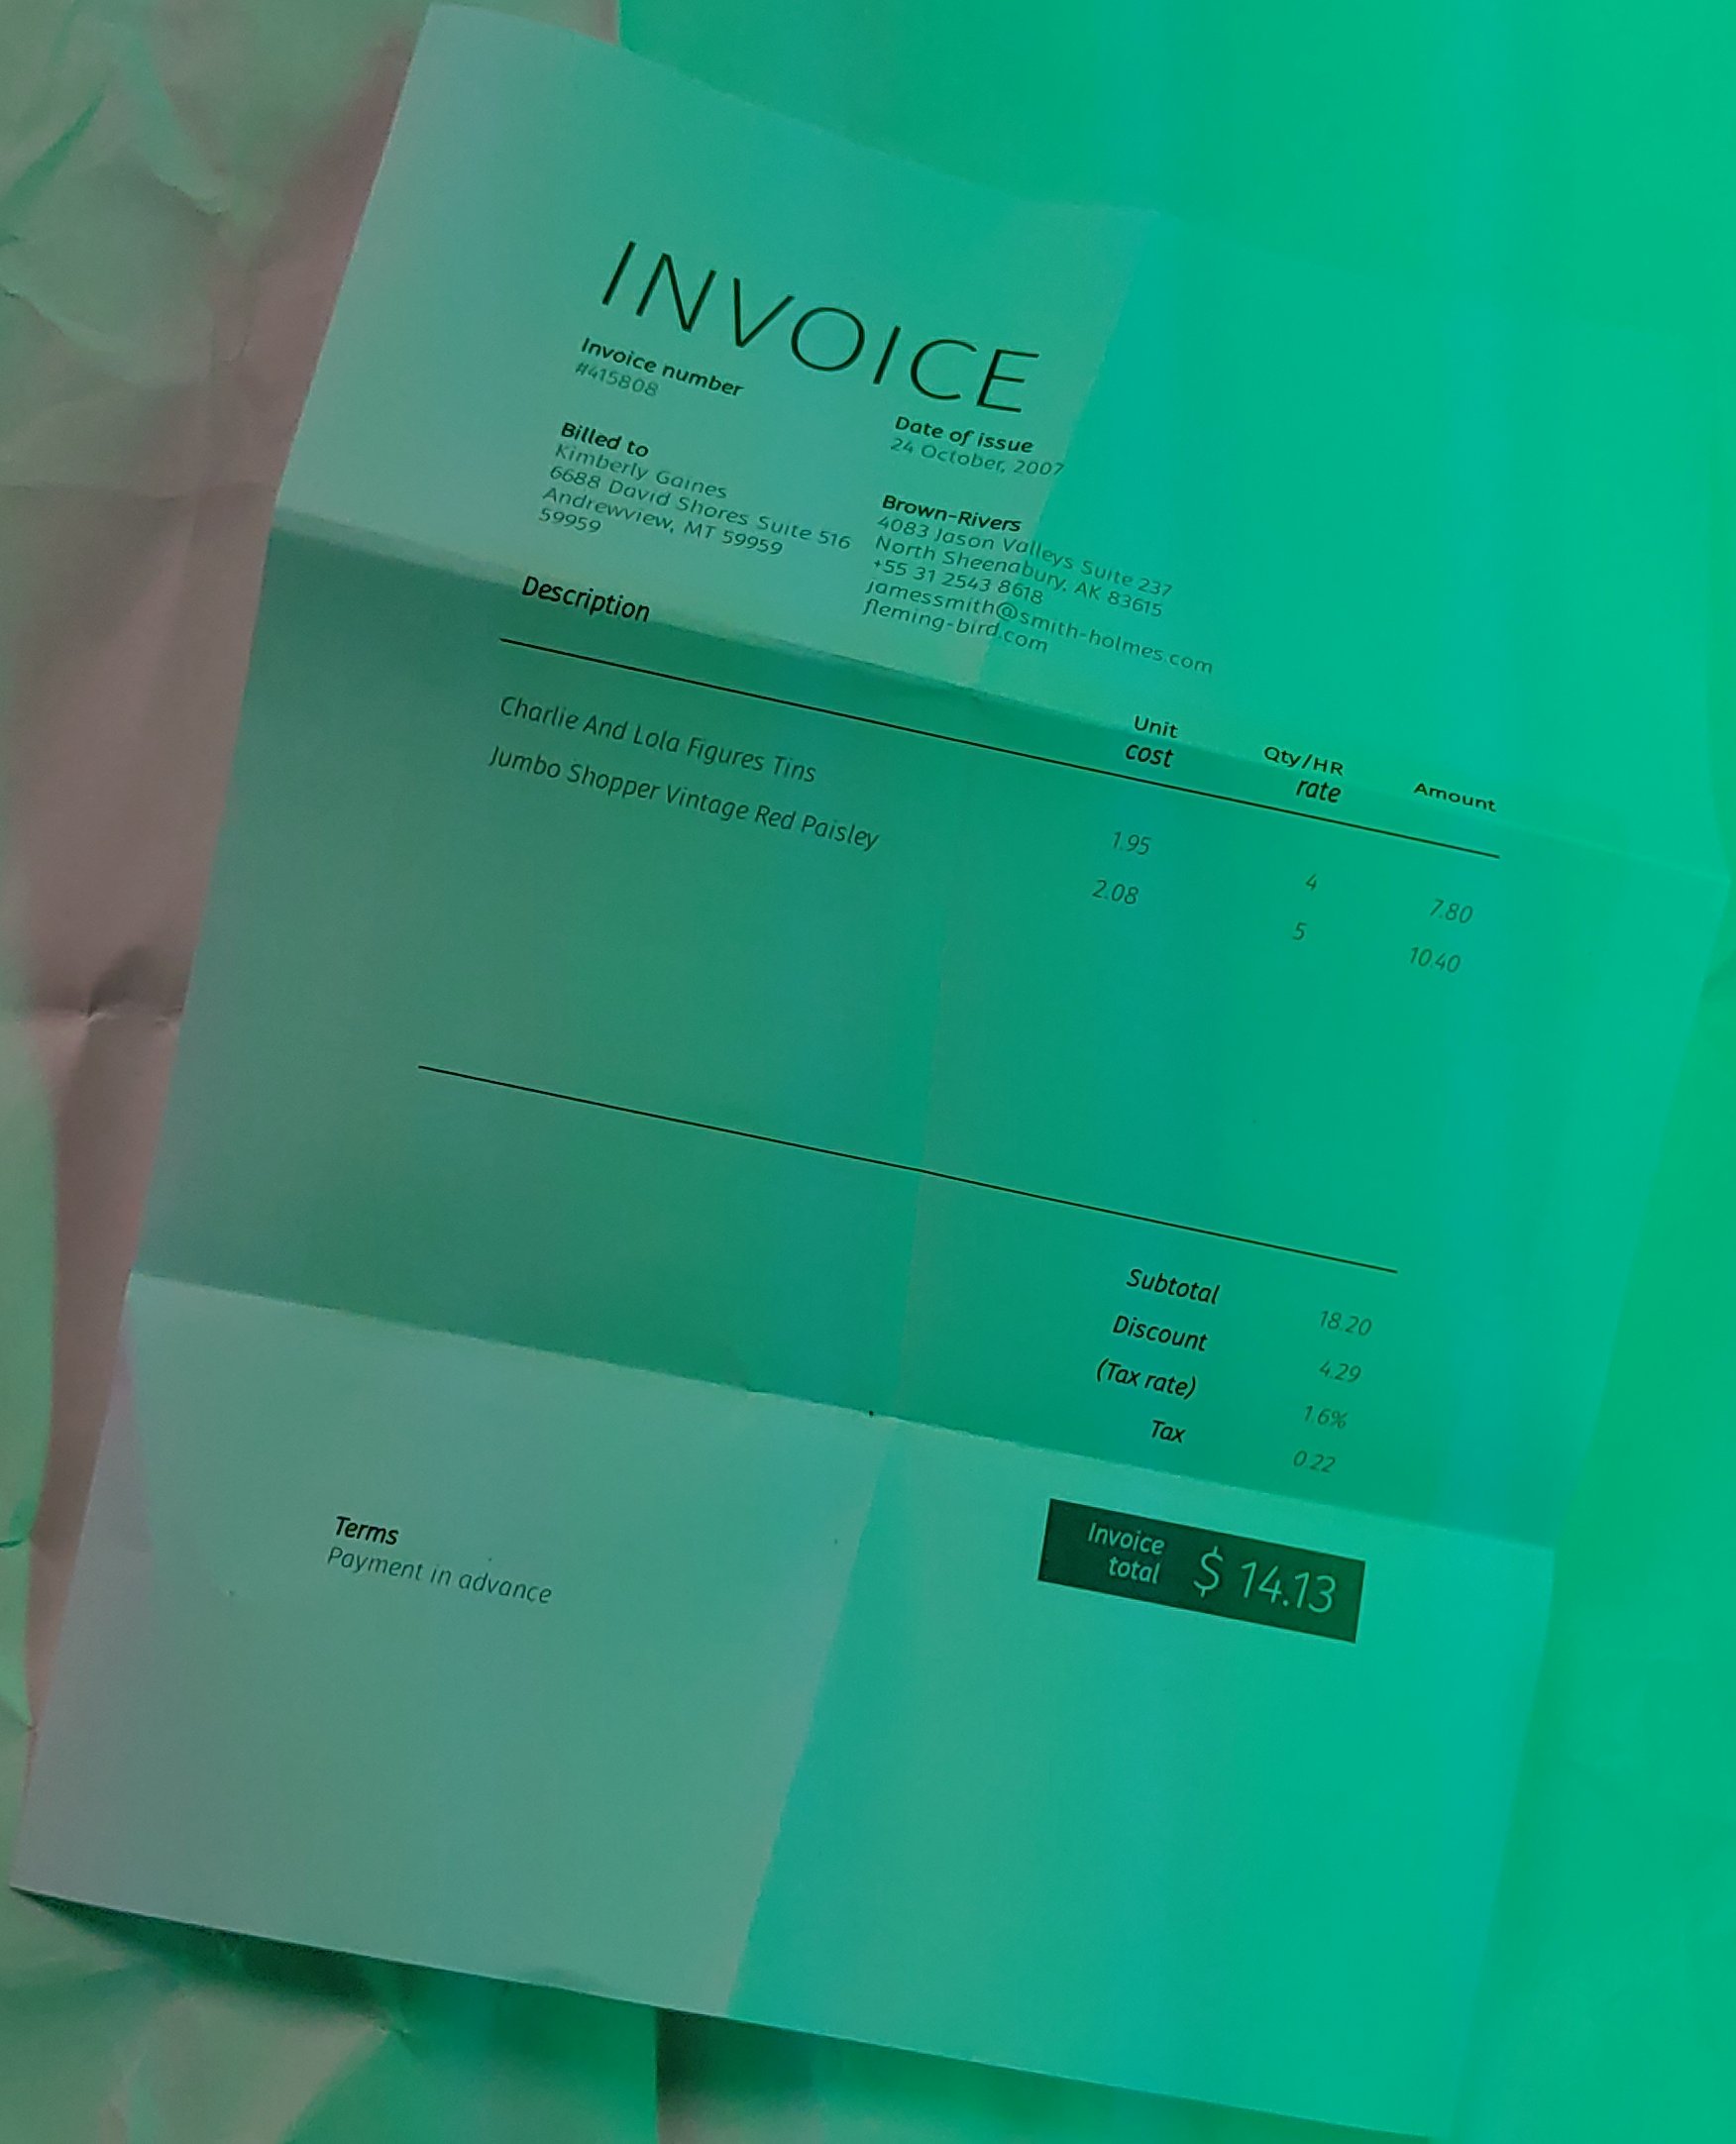 INVOICE
Invoice number
#415808
Date of issue
24 October, 2007
Billed to
Kimberly Gaines
6688 David Shores Suite 516
Andrewview, MT 59959
59959
Brown-Rivers
4083 Jason Valleys Suite 237
North Sheenabury, AK 83615
+55 31 2543 8618
jamessmith@smith-holmes.com
fleming-bird.com
Description Unit cost Qty/HR rate Amount
Charlie And Lola Figures Tins 1.95 4 7.80
Jumbo Shopper Vintage Red Paisley 2.08 5 10.40
Subtotal 18.20
Discount 4.29
(Tax rate) 1.6%
Tax 0.22
Invoice total $ 14.13
Terms
Payment in advance